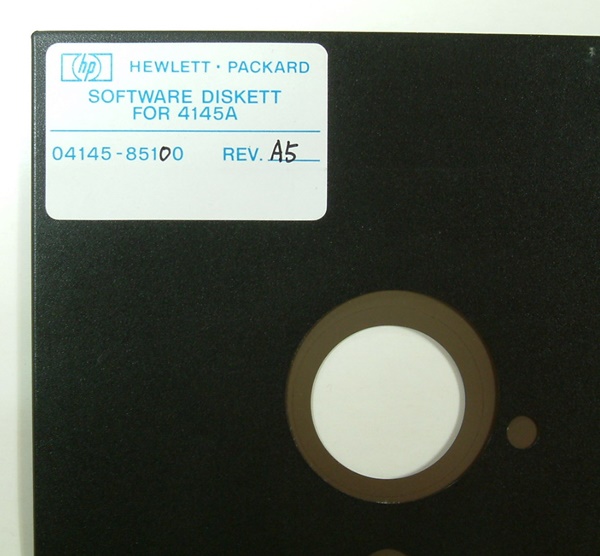 hp HEWLETT · PACKARD
SOFTWARE DISKETT
FOR 4145A
04145-85100 REV. A5